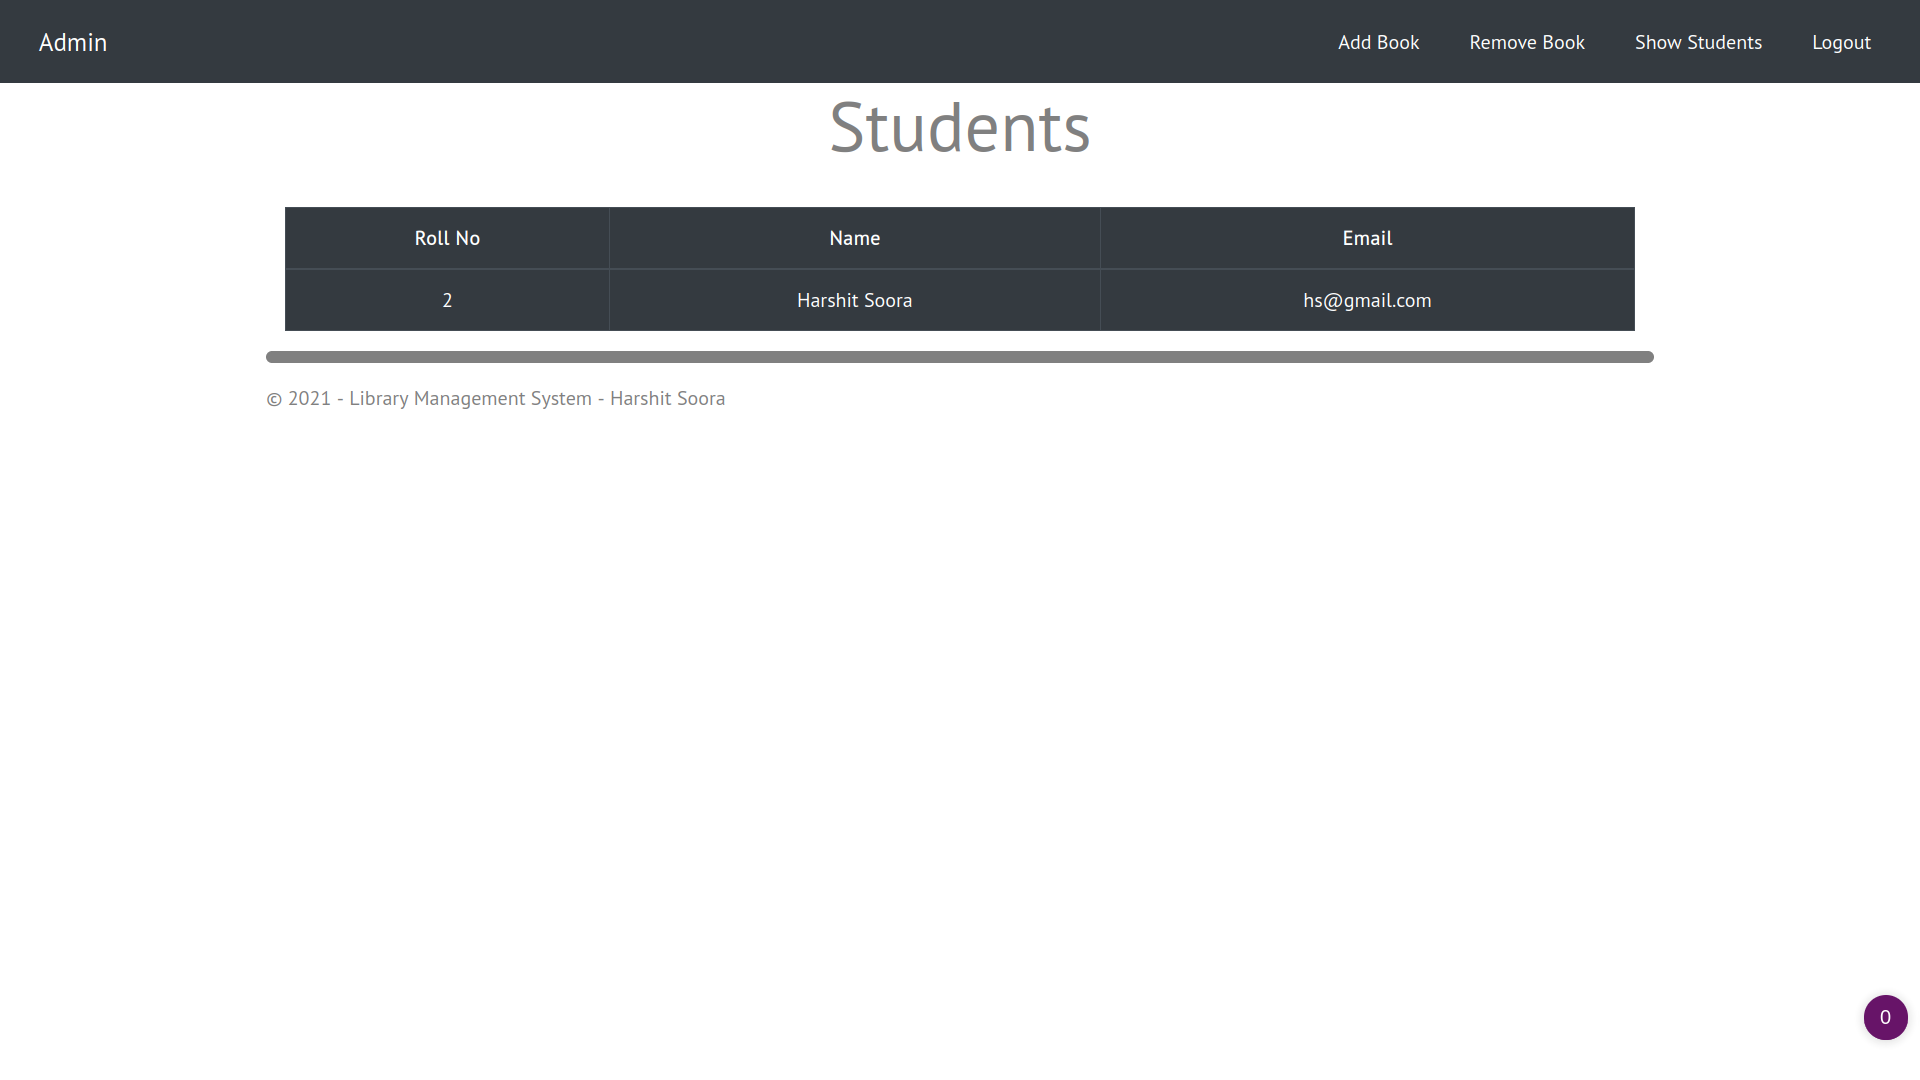 Admin Add Book Remove Book Show Students Logout
Students
Roll No Name Email
2 Harshit Soora hs@gmail.com
© 2021 - Library Management System - Harshit Soora
0